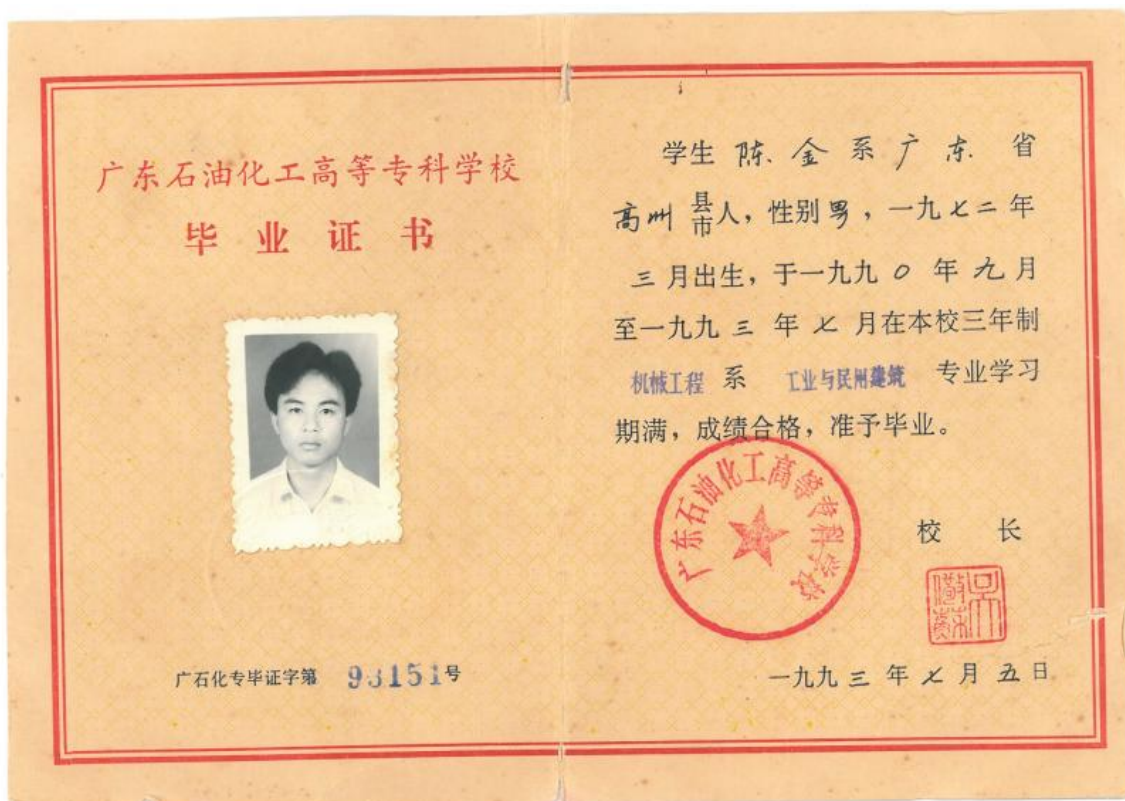 广东石油化工高等专科学校
毕业证书
广石化专毕证字第 93151号
学生 陈金 系 广东 省
高州 县市人，性别男，一九七二年
三月出生，于一九九0年九月
至一九九三年七月在本校三年制
机械工程 系 工业与民用建筑 专业学习
期满，成绩合格，准予毕业。
广东石油化工高等专科学校
校 长
一九九三年七月五日